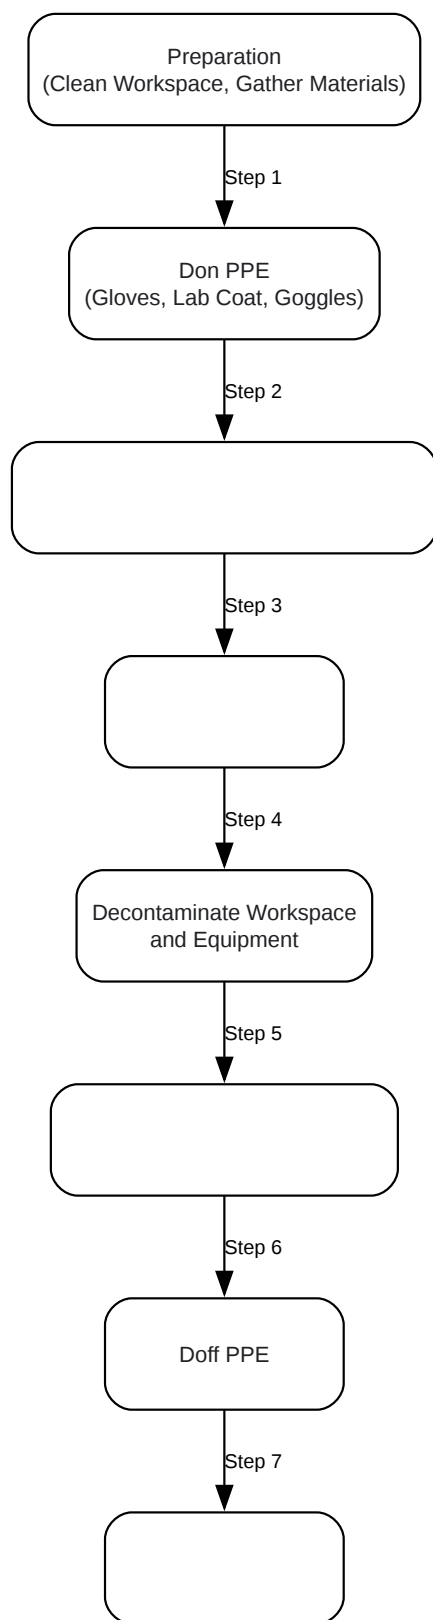 Preparation
(Clean Workspace, Gather Materials)
Step 1
Don PPE
(Gloves, Lab Coat, Goggles)
Step 2
Step 3
Step 4
Decontaminate Workspace
and Equipment
Step 5
Step 6
Doff PPE
Step 7